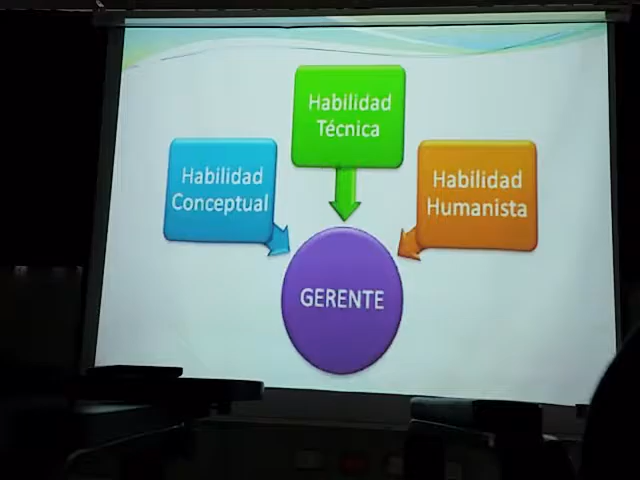 Habilidad
Técnica
Habilidad
Conceptual
Habilidad
Humanista
GERENTE